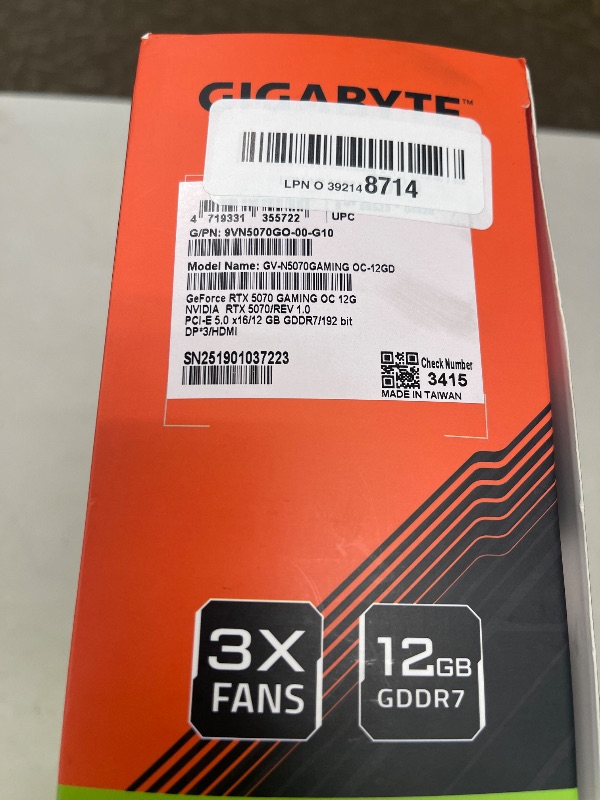 GIGABYTE™
LPN O 392148714
4 719331 355722 UPC
G/PN: 9VN5070GO-00-G10
Model Name: GV-N5070GAMING OC-12GD
GeForce RTX 5070 GAMING OC 12G
NVIDIA RTX 5070/REV 1.0
PCI-E 5.0 x16/12 GB GDDR7/192 bit
DP*3/HDMI
SN251901037223
Check Number
3415
MADE IN TAIWAN
3X
FANS
12GB
GDDR7